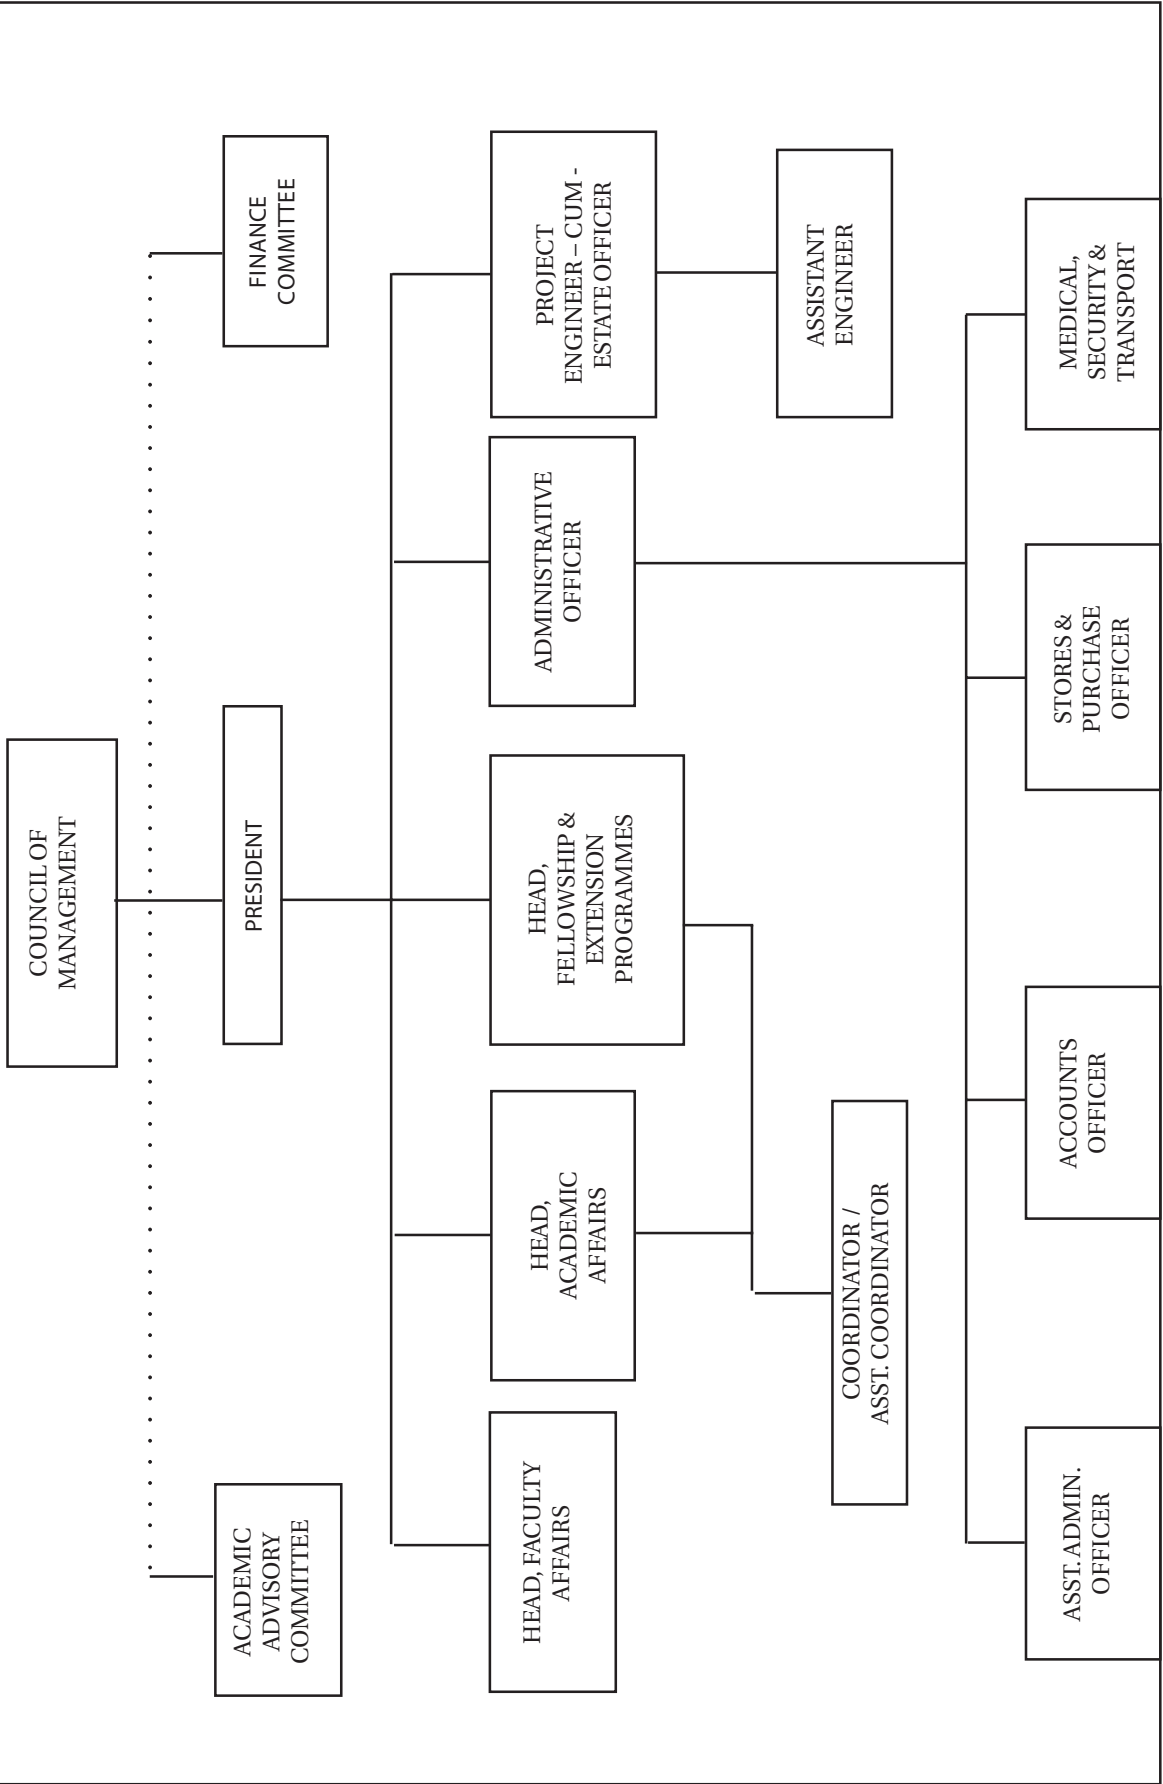 COUNCIL OF
MANAGEMENT
ACADEMIC
ADVISORY
COMMITTEE
PRESIDENT
FINANCE
COMMITTEE
HEAD, FACULTY
AFFAIRS
HEAD,
ACADEMIC
AFFAIRS
HEAD,
FELLOWSHIP &
EXTENSION
PROGRAMMES
ADMINISTRATIVE
OFFICER
PROJECT
ENGINEER – CUM -
ESTATE OFFICER
COORDINATOR /
ASST. COORDINATOR
ASSISTANT
ENGINEER
ASST. ADMIN.
OFFICER
ACCOUNTS
OFFICER
STORES &
PURCHASE
OFFICER
MEDICAL,
SECURITY &
TRANSPORT